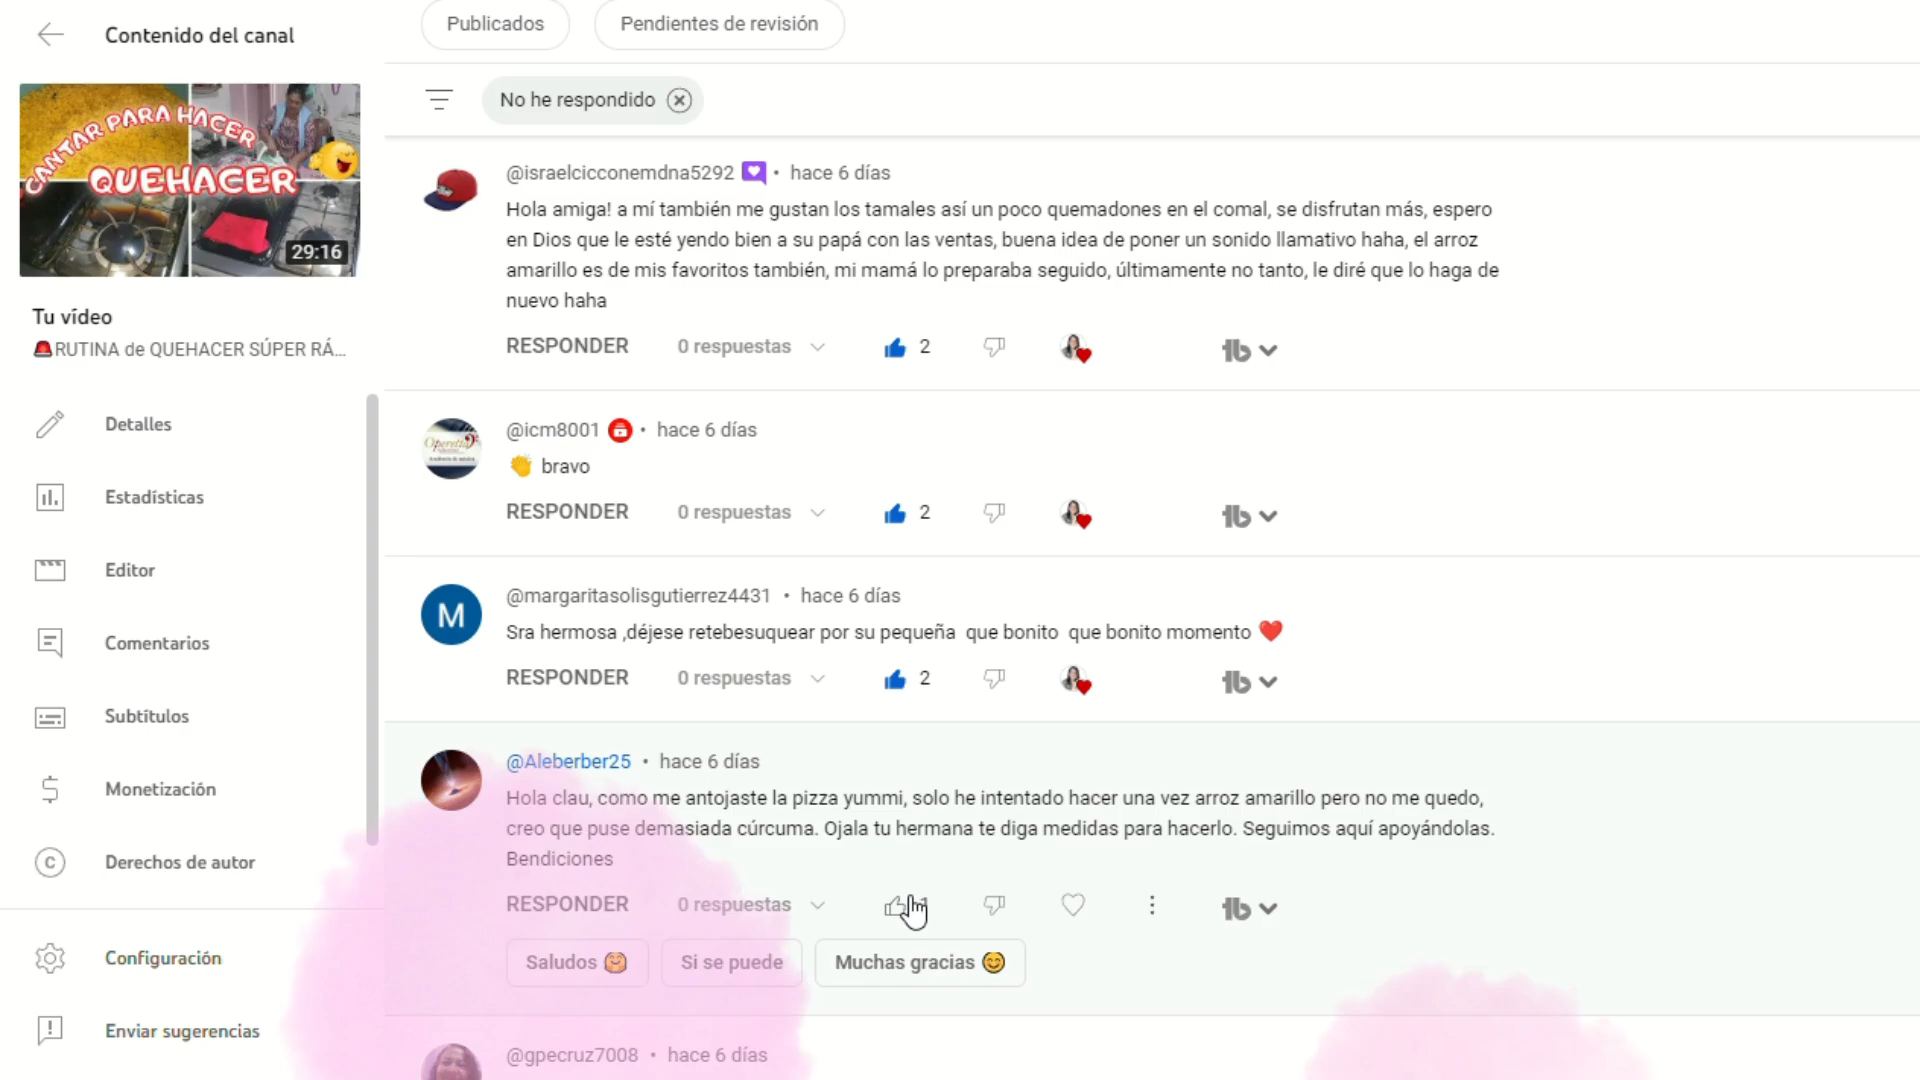 Contenido del canal
CANTAR PARA HACER
QUEHACER
29:16
Tu vídeo
🚨RUTINA de QUEHACER SÚPER RÁ...
Detalles
Estadísticas
Editor
Comentarios
Subtítulos
Monetización
Derechos de autor
Configuración
Enviar sugerencias
Publicados
Pendientes de revisión
No he respondido
@israelcicconemdna5292 • hace 6 días
Hola amiga! a mí también me gustan los tamales así un poco quemadones en el comal, se disfrutan más, espero
en Dios que le esté yendo bien a su papá con las ventas, buena idea de poner un sonido llamativo haha, el arroz
amarillo es de mis favoritos también, mi mamá lo preparaba seguido, últimamente no tanto, le diré que lo haga de
nuevo haha
RESPONDER 0 respuestas 2
@icm8001 • hace 6 días
👏 bravo
RESPONDER 0 respuestas 2
M
@margaritasolisgutierrez4431 • hace 6 días
Sra hermosa ,déjese retebesuquear por su pequeña que bonito que bonito momento ❤️
RESPONDER 0 respuestas 2
@Aleberber25 • hace 6 días
Hola clau, como me antojaste la pizza yummi, solo he intentado hacer una vez arroz amarillo pero no me quedo,
creo que puse demasiada cúrcuma. Ojala tu hermana te diga medidas para hacerlo. Seguimos aquí apoyándolas.
Bendiciones
RESPONDER 0 respuestas
Saludos 🤗 Si se puede Muchas gracias 😊
@gpecruz7008 • hace 6 días